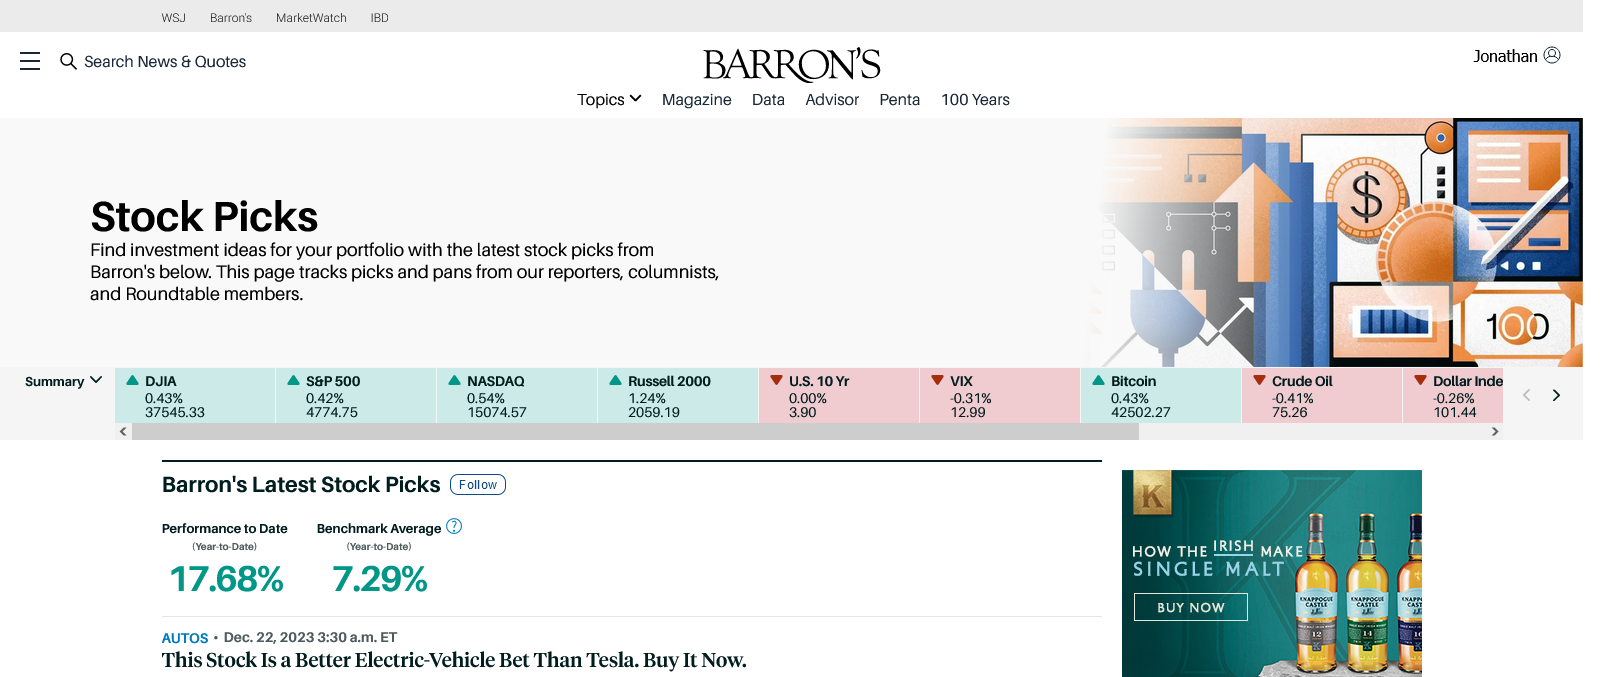 WSJ Barron's MarketWatch IBD
Search News & Quotes
BARRON'S
Jonathan
Topics Magazine Data Advisor Penta 100 Years
Stock Picks
Find investment ideas for your portfolio with the latest stock picks from
Barron's below. This page tracks picks and pans from our reporters, columnists,
and Roundtable members.
$
100
Summary
DJIA
0.43%
37545.33
S&P 500
0.42%
4774.75
NASDAQ
0.54%
15074.57
Russell 2000
1.24%
2059.19
U.S. 10 Yr
0.00%
3.90
VIX
-0.31%
12.99
Bitcoin
0.43%
42502.27
Crude Oil
-0.41%
75.26
Dollar Inde
-0.26%
101.44
Barron's Latest Stock Picks Follow
Performance to Date
(Year-to-Date)
17.68%
Benchmark Average ?
(Year-to-Date)
7.29%
AUTOS • Dec. 22, 2023 3:30 a.m. ET
This Stock Is a Better Electric-Vehicle Bet Than Tesla. Buy It Now.
K
HOW THE IRISH MAKE
SINGLE MALT
BUY NOW
KNAPPOGUE
CASTLE
12
KNAPPOGUE
CASTLE
14